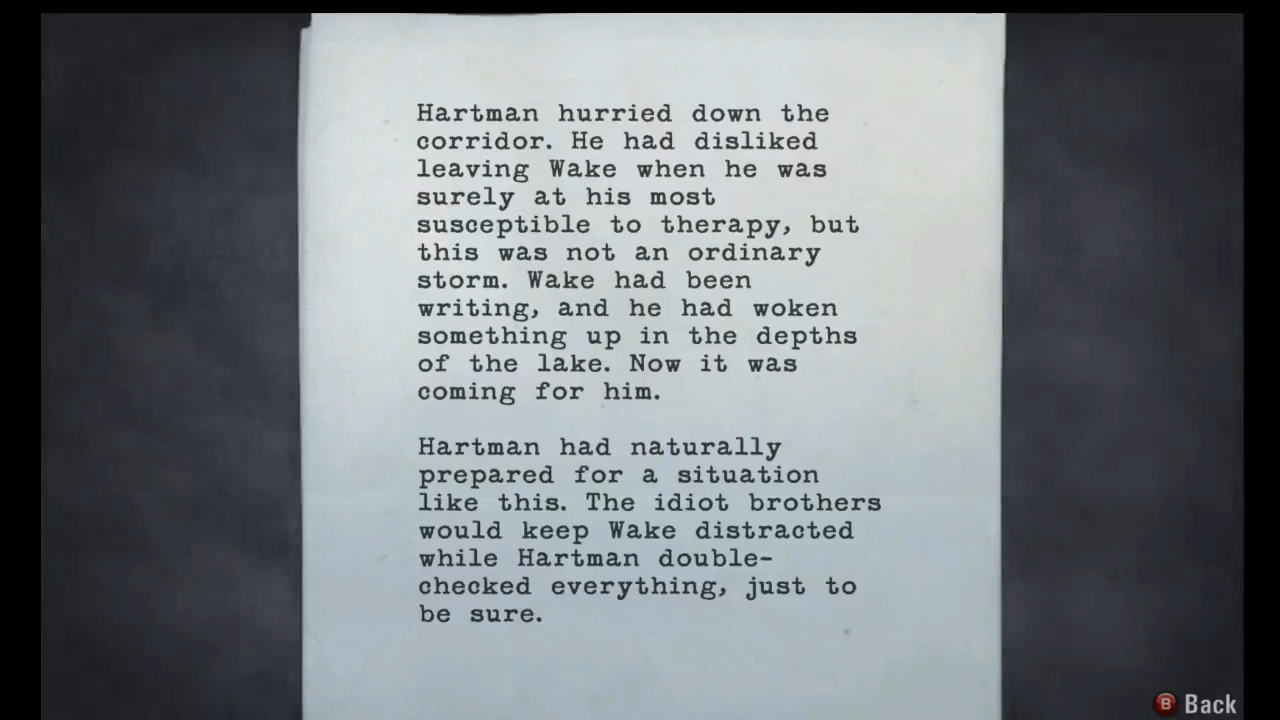 Hartman hurried down the
corridor. He had disliked
leaving Wake when he was
surely at his most
susceptible to therapy, but
this was not an ordinary
storm. Wake had been
writing, and he had woken
something up in the depths
of the lake. Now it was
coming for him.
Hartman had naturally
prepared for a situation
like this. The idiot brothers
would keep Wake distracted
while Hartman double-
checked everything, just to
be sure.
B Back